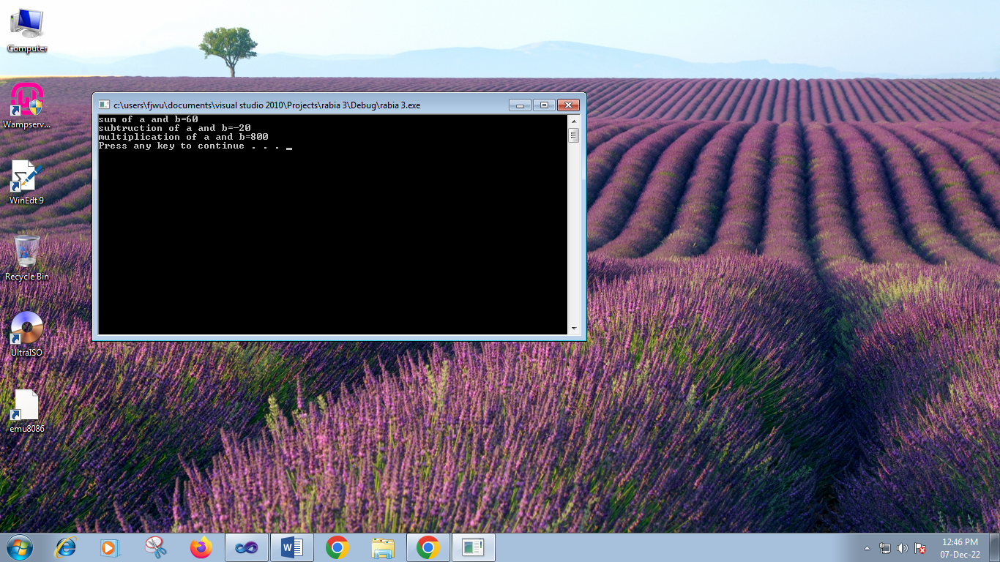 Computer
Wampserv...
WinEdt 9
Recycle Bin
UltraISO
emu8086
c:\users\fjwu\documents\visual studio 2010\Projects\rabia 3\Debug\rabia 3.exe
sum of a and b=60
subtruction of a and b=-20
multiplication of a and b=800
Press any key to continue . . . _
12:46 PM
07-Dec-22